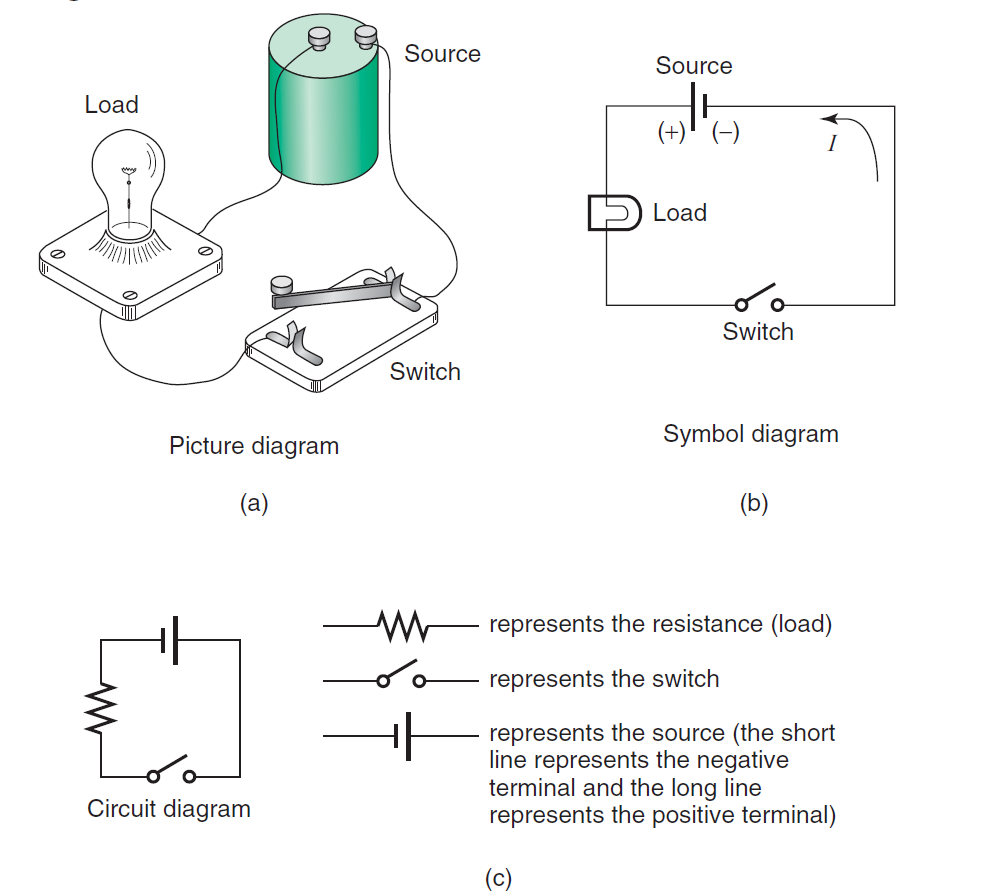 Source
Load
Switch
Picture diagram
(a)
Source
(+) (–)
I
Load
Switch
Symbol diagram
(b)
Circuit diagram
represents the resistance (load)
represents the switch
represents the source (the short
line represents the negative
terminal and the long line
represents the positive terminal)
(c)